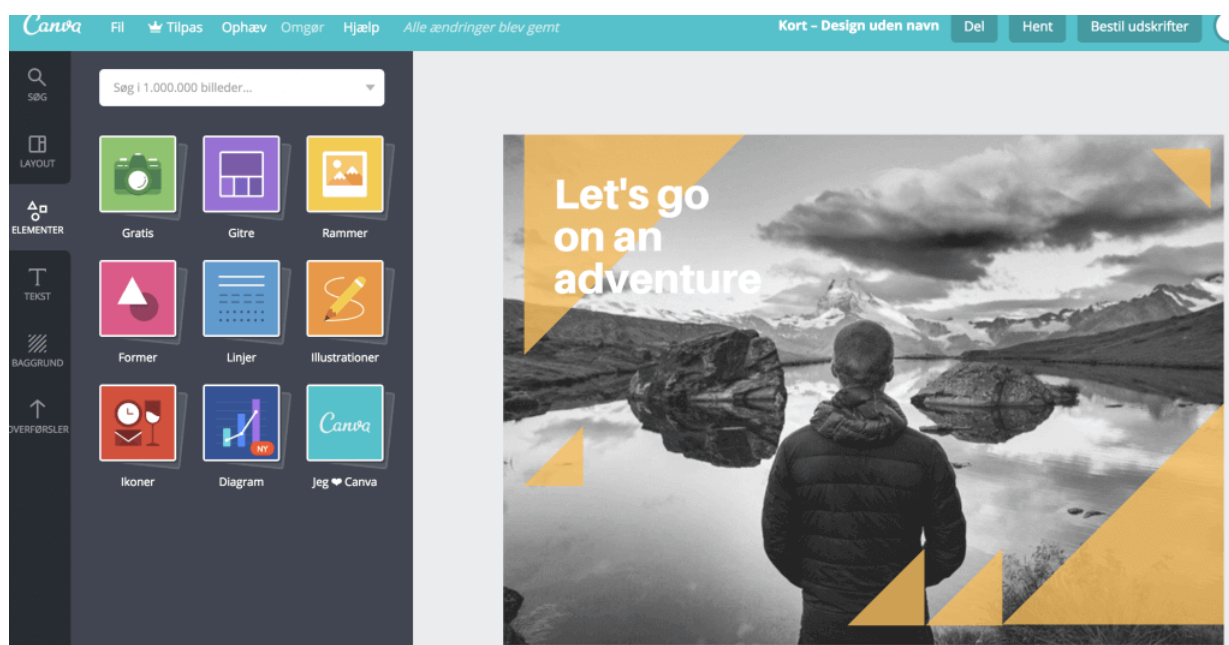 Canva Fil Tilpas Ophæv Omgør Hjælp Alle ændringer blev gemt Kort – Design uden navn Del Hent Bestil udskrifter
SØG
LAYOUT
ELEMENTER
TEKST
BAGGRUND
OVERFØRSLER
Søg i 1.000.000 billeder...
Gratis Gitre Rammer
Former Linjer Illustrationer
NY
Canva
Ikoner Diagram Jeg ❤ Canva
Let's go
on an
adventure